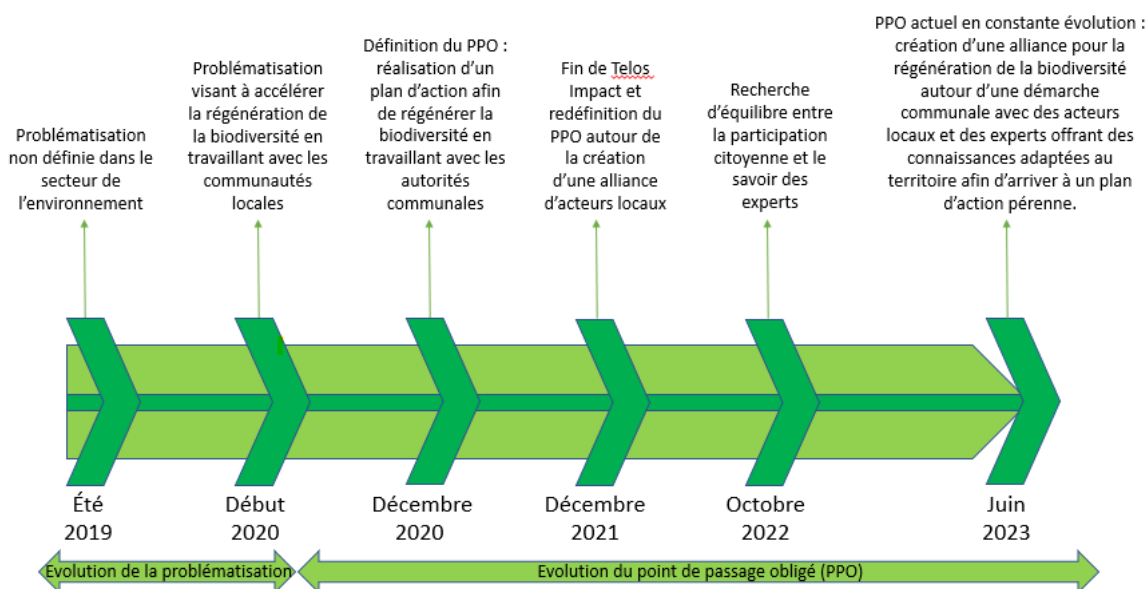 Problématisation
non définie dans le
secteur de
l'environnement
Problématisation
visant à accélérer
la régénération de
la biodiversité en
travaillant avec les
communautés
locales
Définition du PPO :
réalisation d'un
plan d'action afin
de régénérer la
biodiversité en
travaillant avec les
autorités
communales
Fin de Telos
Impact et
redéfinition du
PPO autour de
la création
d'une alliance
d'acteurs locaux
Recherche
d'équilibre entre
la participation
citoyenne et le
savoir des
experts
PPO actuel en constante évolution :
création d'une alliance pour la
régénération de la biodiversité
autour d'une démarche
communale avec des acteurs
locaux et des experts offrant des
connaissances adaptées au
territoire afin d'arriver à un plan
d'action pérenne.
Été
2019
Début
2020
Décembre
2020
Décembre
2021
Octobre
2022
Juin
2023
Evolution de la problématisation
Evolution du point de passage obligé (PPO)